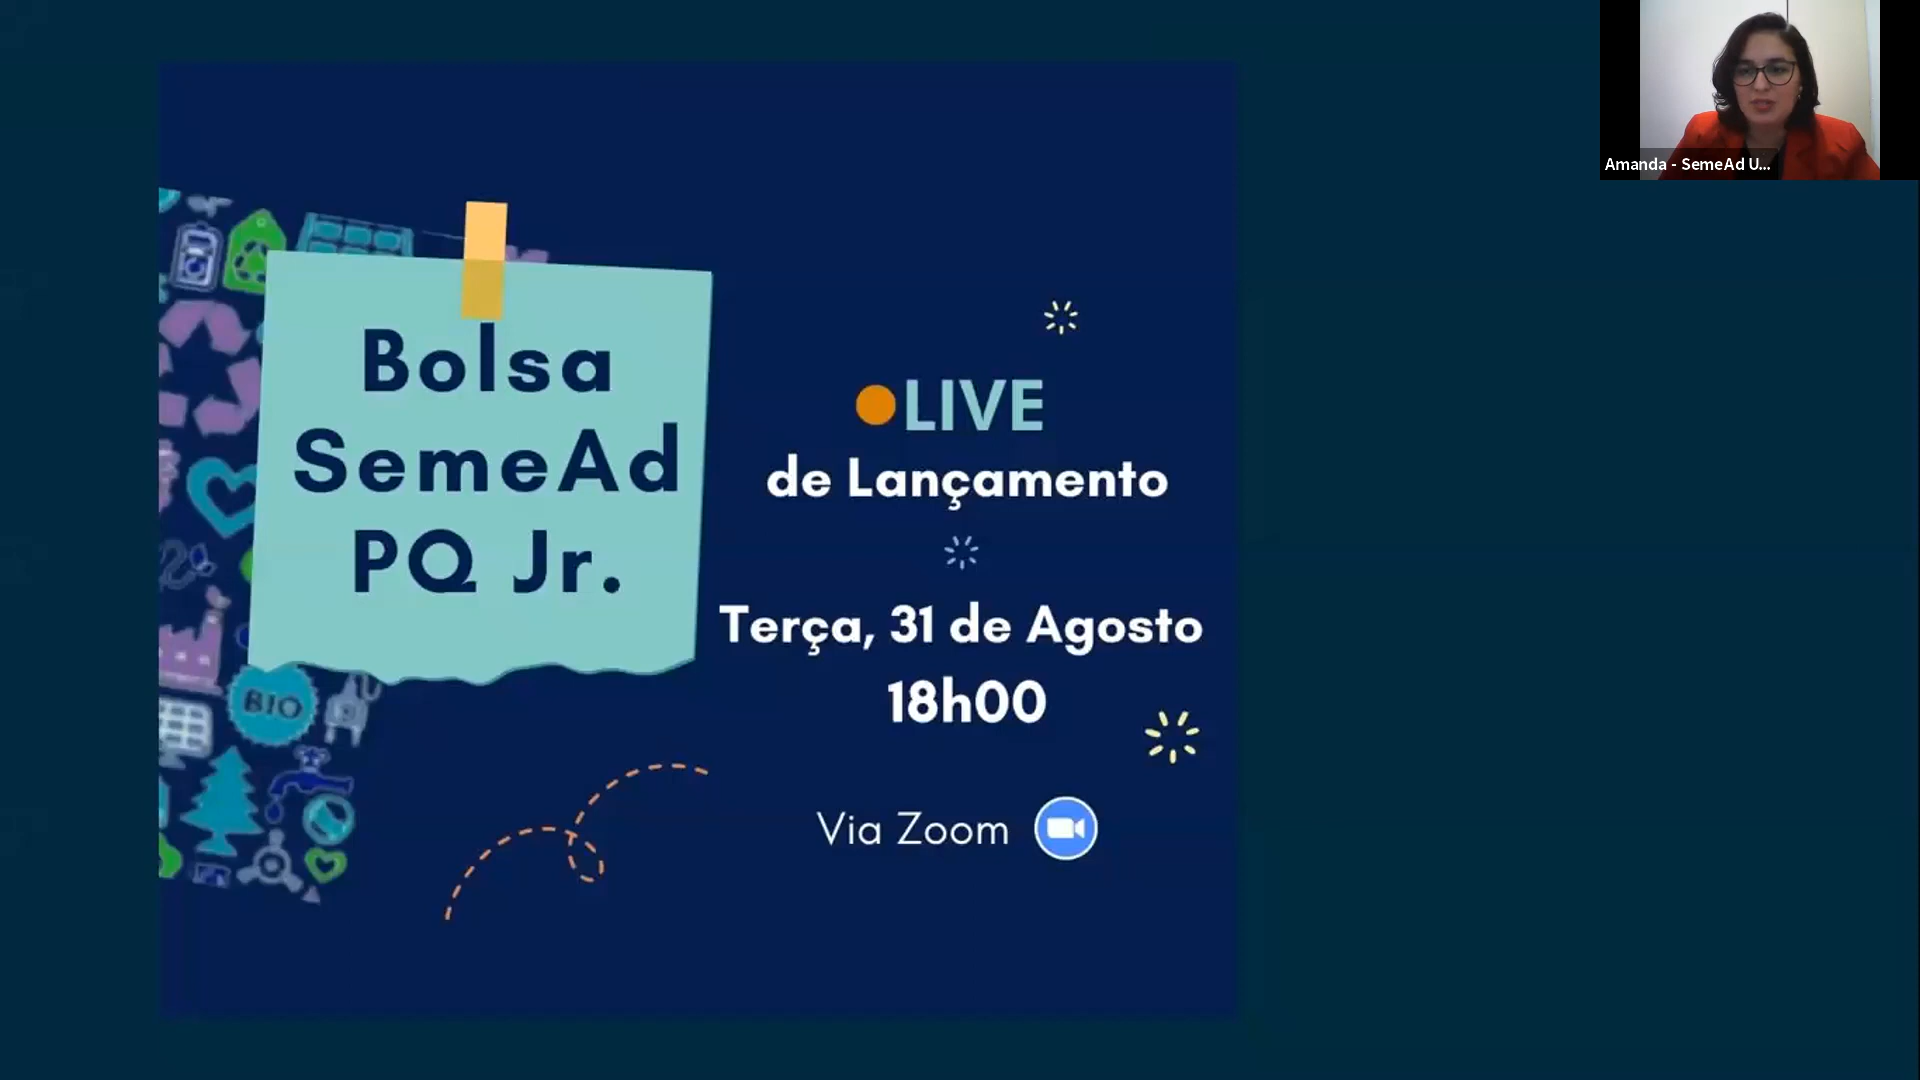 Amanda - SemeAd U...
Bolsa
SemeAd
PQ Jr.
LIVE
de Lançamento
Terça, 31 de Agosto
18h00
Via Zoom
BIO